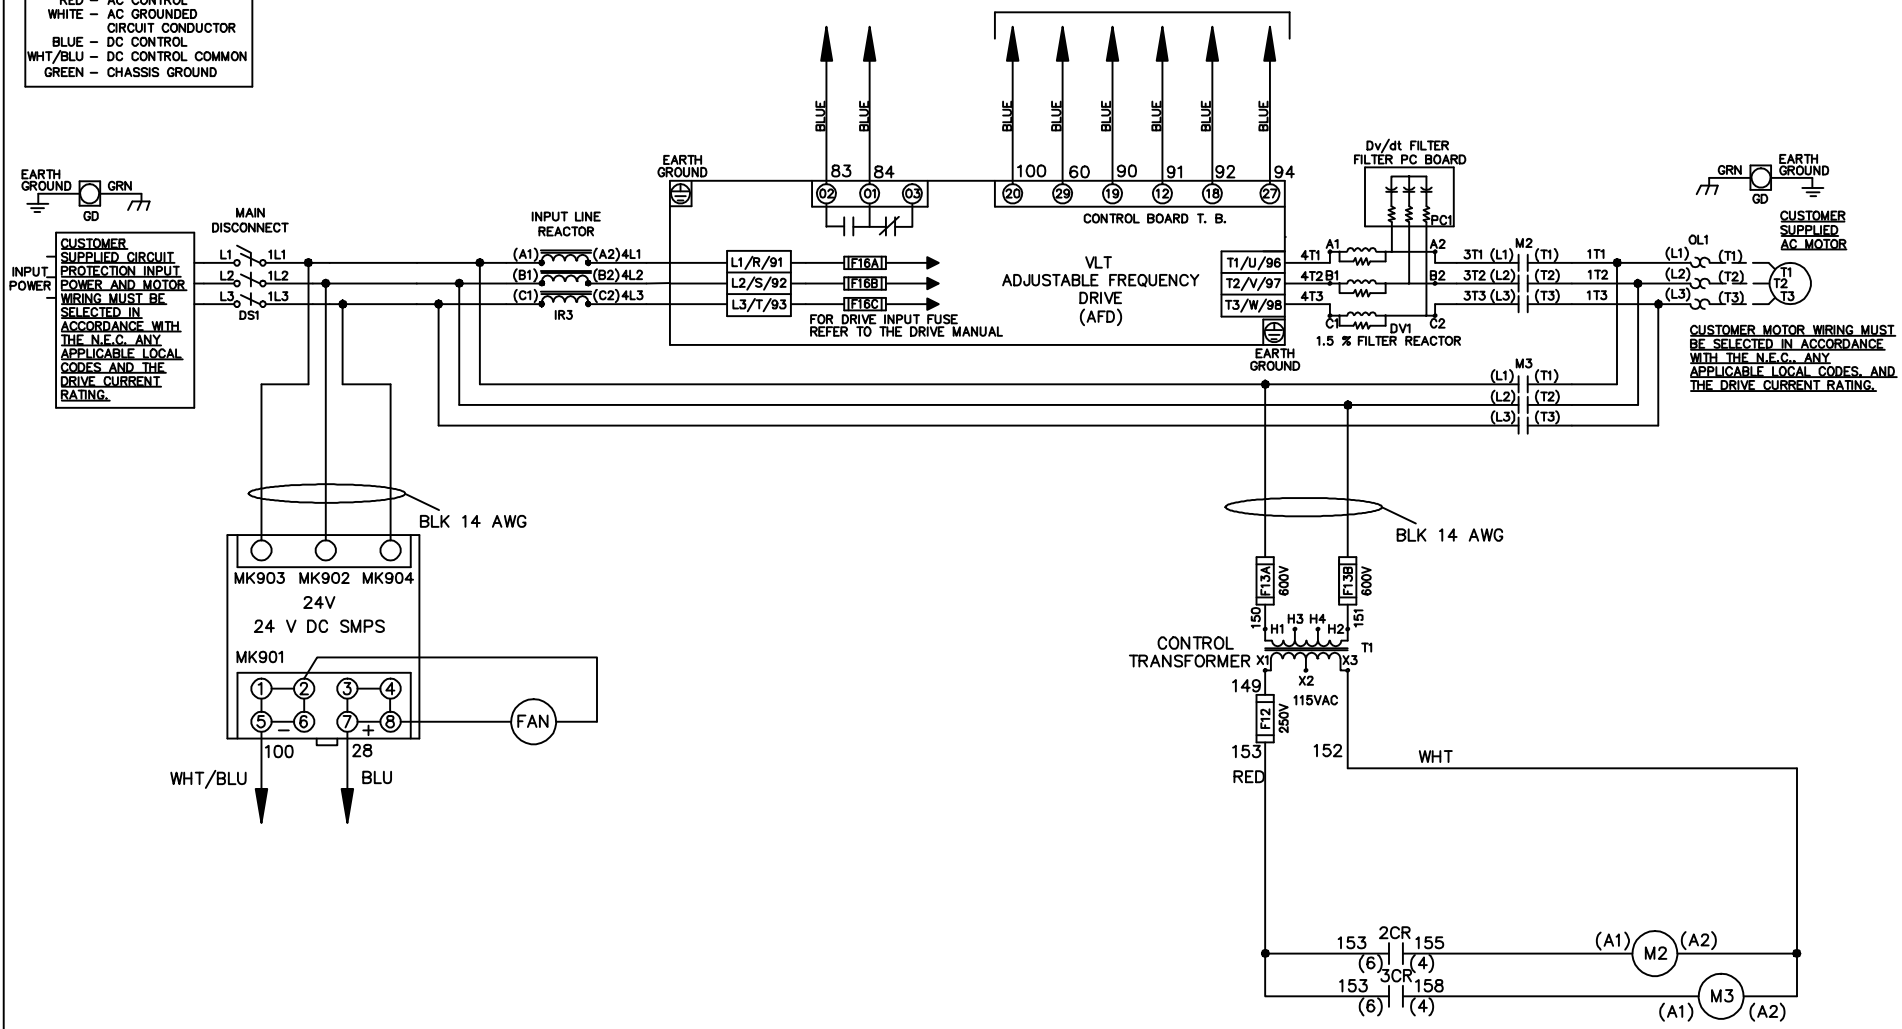 RED – AC CONTROL
WHITE – AC GROUNDED
CIRCUIT CONDUCTOR
BLUE – DC CONTROL
WHT/BLU – DC CONTROL COMMON
GREEN – CHASSIS GROUND
BLUE
BLUE
BLUE
BLUE
BLUE
BLUE
BLUE
BLUE
83 84
100 60 90 91 92 94
02 01 03
20 29 19 12 18 27
CONTROL BOARD T. B.
EARTH
GROUND
GRN
GD
EARTH
GROUND
Dv/dt FILTER
FILTER PC BOARD
PC1
GRN
EARTH
GROUND
GD
CUSTOMER
SUPPLIED
AC MOTOR
INPUT
POWER
CUSTOMER
SUPPLIED CIRCUIT
PROTECTION INPUT
POWER AND MOTOR
WIRING MUST BE
SELECTED IN
ACCORDANCE WITH
THE N.E.C. ANY
APPLICABLE LOCAL
CODES AND THE
DRIVE CURRENT
RATING.
MAIN
DISCONNECT
L1 1L1
L2 1L2
L3 1L3
DS1
INPUT LINE
REACTOR
(A1) (A2) 4L1
(B1) (B2) 4L2
(C1) (C2) 4L3
IR3
L1/R/91
L2/S/92
L3/T/93
F16A
F16B
F16C
FOR DRIVE INPUT FUSE
REFER TO THE DRIVE MANUAL
VLT
ADJUSTABLE FREQUENCY
DRIVE
(AFD)
T1/U/96
T2/V/97
T3/W/98
EARTH
GROUND
4T1 A1 A2
4T2 B1 B2
4T3 C1 C2
DV1
1.5 % FILTER REACTOR
M2
3T1 (L1) (T1) 1T1
3T2 (L2) (T2) 1T2
3T3 (L3) (T3) 1T3
OL1
(L1) (T1)
(L2) (T2)
(L3) (T3)
T1
T2
T3
CUSTOMER MOTOR WIRING MUST
BE SELECTED IN ACCORDANCE
WITH THE N.E.C., ANY
APPLICABLE LOCAL CODES, AND
THE DRIVE CURRENT RATING.
M3
(L1) (T1)
(L2) (T2)
(L3) (T3)
BLK 14 AWG
BLK 14 AWG
MK903 MK902 MK904
24V
24 V DC SMPS
MK901
1 2 3 4
5 – 6 7 + 8
FAN
100 28
WHT/BLU BLU
F13A
600V
F13B
600V
150
151
H1 H3 H4 H2
T1
CONTROL
TRANSFORMER
X1 X3
X2
115VAC
149
F12
250V
153 152
RED
WHT
2CR
153 155
(6) (4)
(A1) M2 (A2)
3CR
153 158
(6) (4)
(A1) M3 (A2)